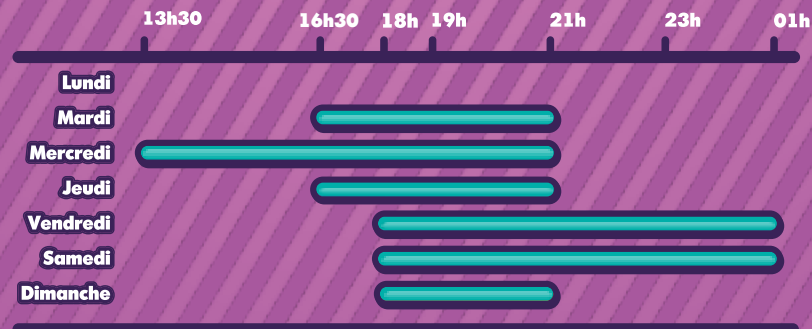 13h30 16h30 18h 19h 21h 23h 01h
Lundi
Mardi
Mercredi
Jeudi
Vendredi
Samedi
Dimanche